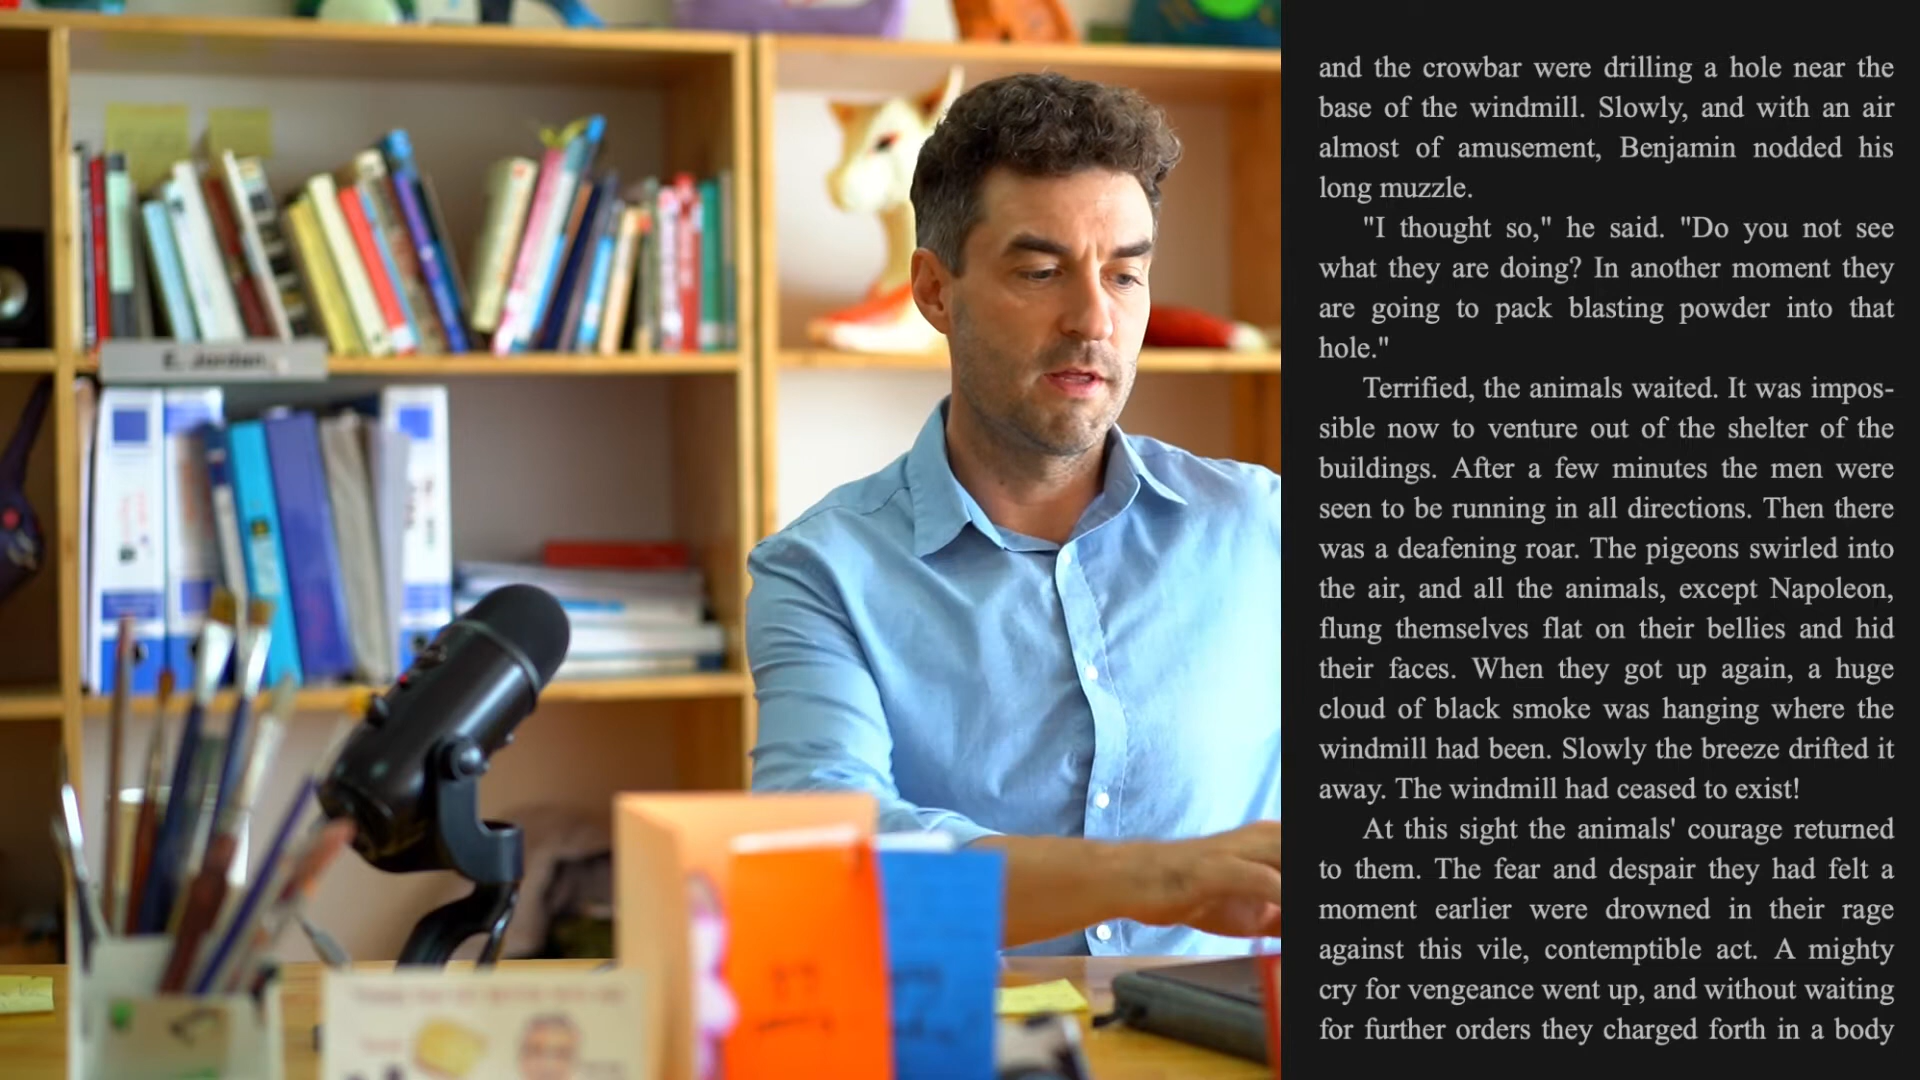 E. Jordan
and the crowbar were drilling a hole near the
base of the windmill. Slowly, and with an air
almost of amusement, Benjamin nodded his
long muzzle.
"I thought so," he said. "Do you not see
what they are doing? In another moment they
are going to pack blasting powder into that
hole."
Terrified, the animals waited. It was impos-
sible now to venture out of the shelter of the
buildings. After a few minutes the men were
seen to be running in all directions. Then there
was a deafening roar. The pigeons swirled into
the air, and all the animals, except Napoleon,
flung themselves flat on their bellies and hid
their faces. When they got up again, a huge
cloud of black smoke was hanging where the
windmill had been. Slowly the breeze drifted it
away. The windmill had ceased to exist!
At this sight the animals' courage returned
to them. The fear and despair they had felt a
moment earlier were drowned in their rage
against this vile, contemptible act. A mighty
cry for vengeance went up, and without waiting
for further orders they charged forth in a body